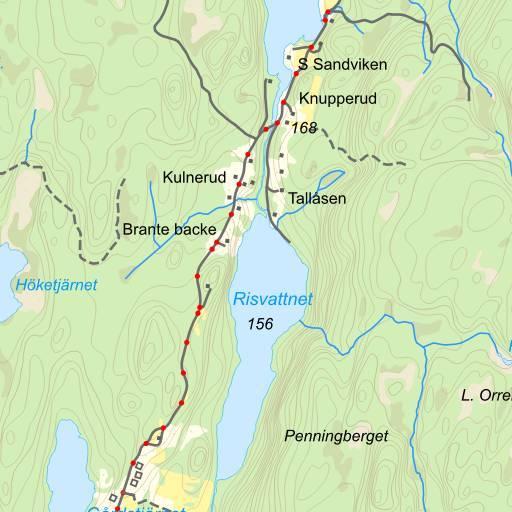 S Sandviken
Knupperud
168
Kulnerud
Tallåsen
Brante backe
Höketjärnet
Risvattnet
156
L. Orre
Penningberget